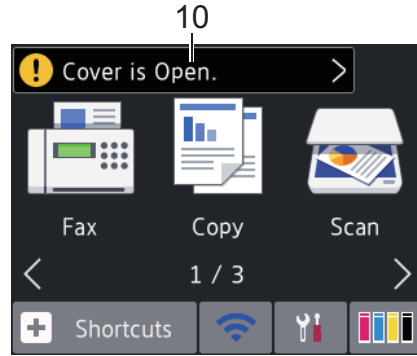 10
Cover is Open.
Fax Copy Scan
1 / 3
Shortcuts